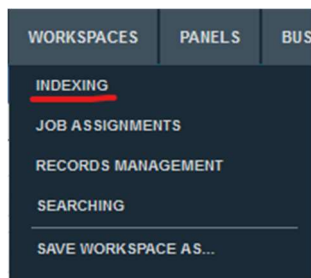 WORKSPACES PANELS BUS
INDEXING
JOB ASSIGNMENTS
RECORDS MANAGEMENT
SEARCHING
SAVE WORKSPACE AS...